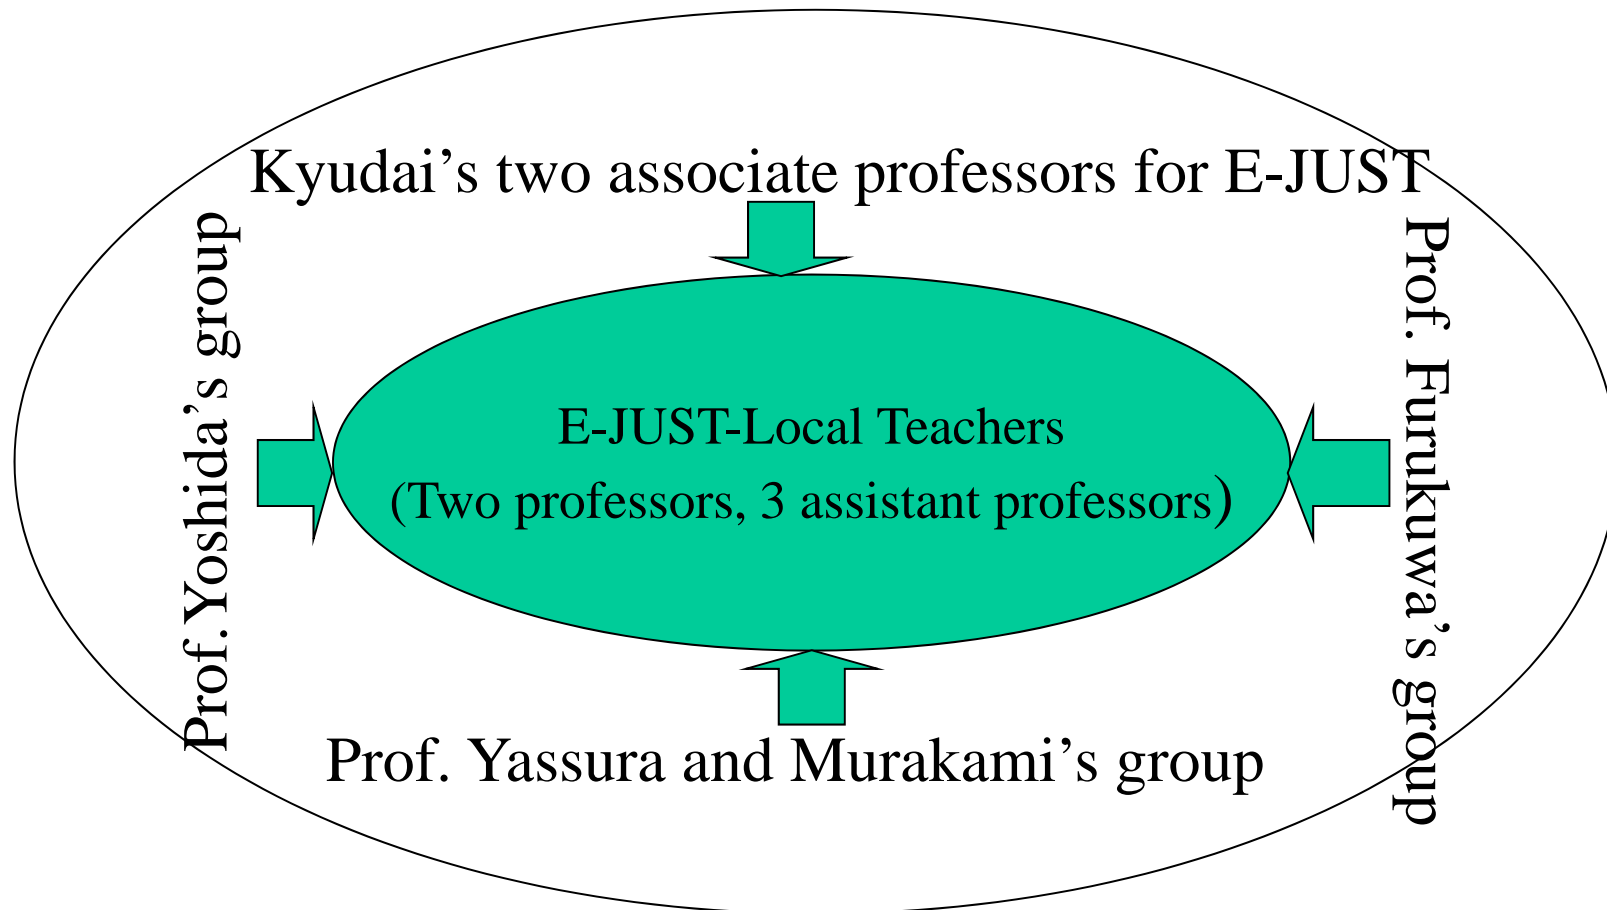 Kyudai’s two associate professors for E-JUST
Prof.Yoshida’s group
Prof. Furukuwa’s group
E-JUST-Local Teachers
(Two professors, 3 assistant professors)
Prof. Yassura and Murakami’s group